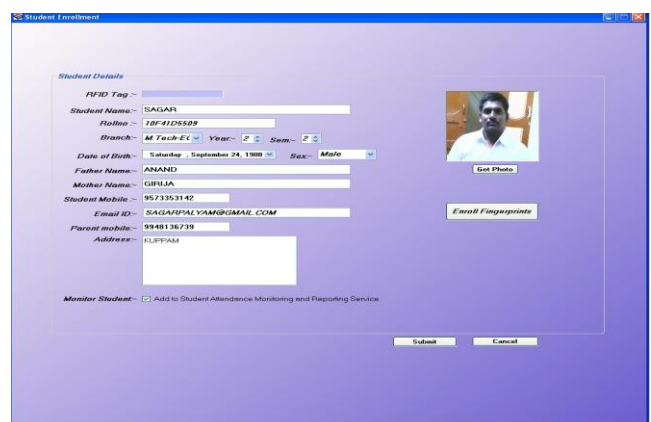 Student Enrollment
Student Details
RFID Tag :-
Student Name:- SAGAR
Rollno :- 10F41D5509
Branch:- M.Tech-EC Year:- 2 Sem:- 2
Date of Birth:- Saturday , September 24, 1988 Sex:- Male
Father Name:- ANAND
Get Photo
Mother Name:- GIRIJA
Student Mobile :- 9573353142
Email ID:- SAGARPALYAM@GMAIL.COM
Enroll Fingerprints
Parent mobile:- 9948136739
Address:- KUPPAM
Monitor Student:- Add to Student Attendance Monitoring and Reporting Service
Submit Cancel